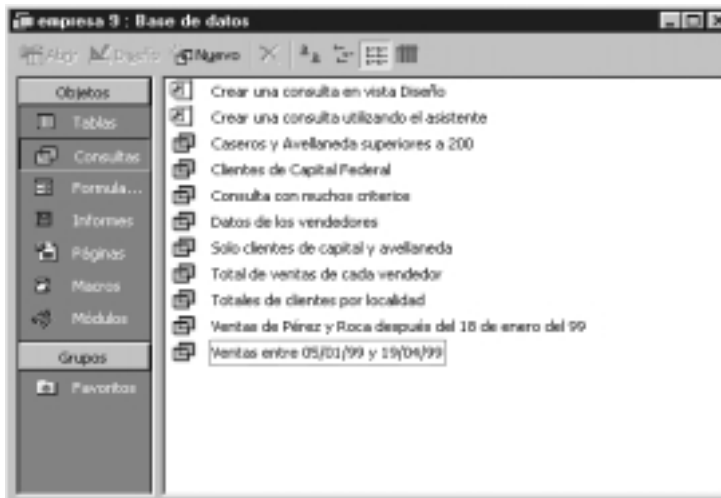 empresa 9 : Base de datos
Abrir Diseño Nuevo
Objetos
Tablas
Consultas
Formula...
Informes
Páginas
Macros
Módulos
Grupos
Favoritos
Crear una consulta en vista Diseño
Crear una consulta utilizando el asistente
Caseros y Avellaneda superiores a 200
Clientes de Capital Federal
Consulta con muchos criterios
Datos de los vendedores
Solo clientes de capital y avellaneda
Total de ventas de cada vendedor
Totales de clientes por localidad
Ventas de Pérez y Roca después del 18 de enero del 99
Ventas entre 05/01/99 y 19/04/99